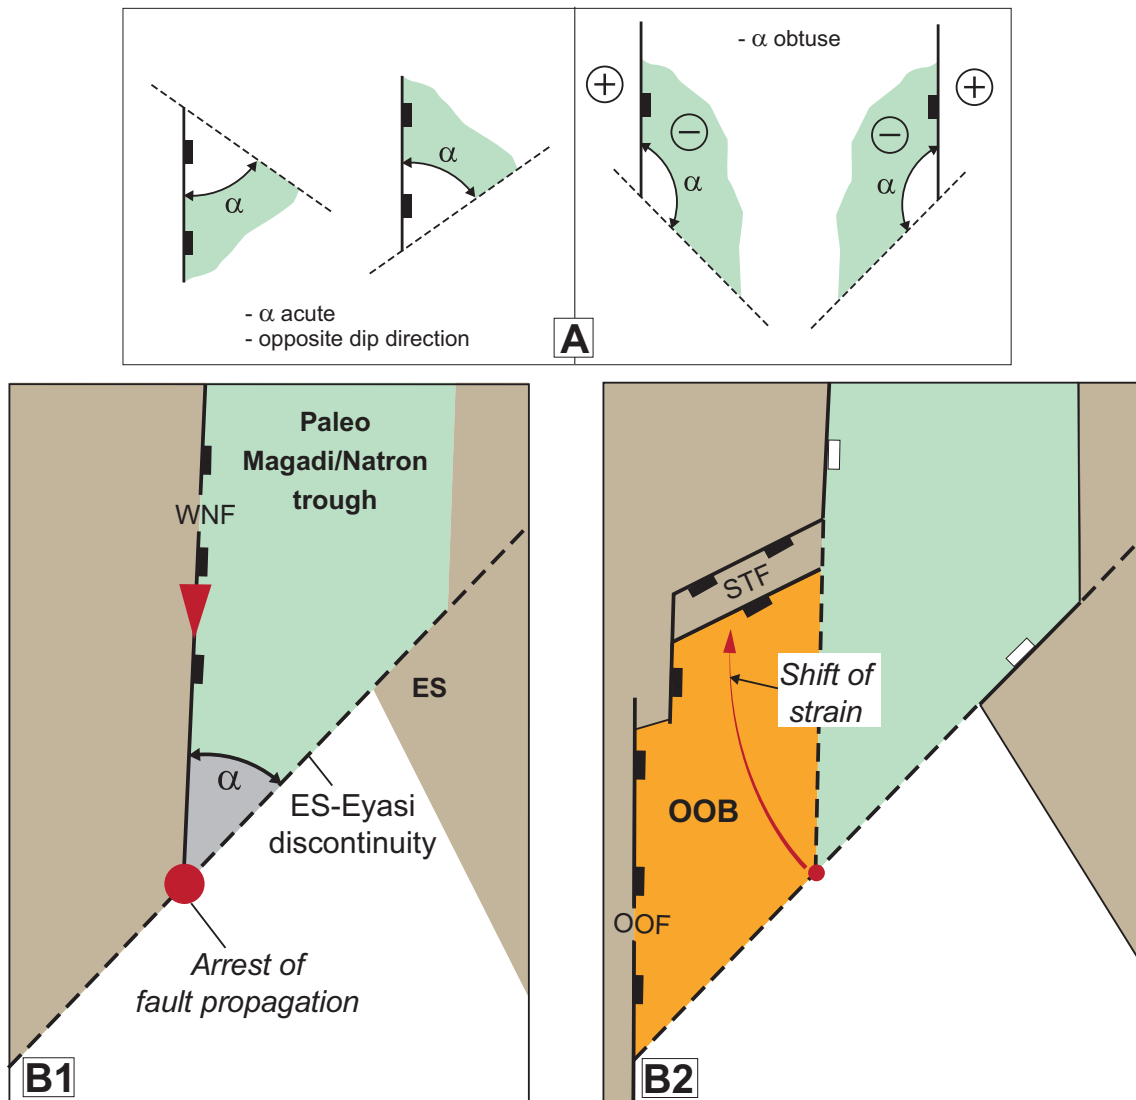 - α obtuse
+
+
−
−
α
α
α
α
- α acute
- opposite dip direction
A
Paleo
Magadi/Natron
trough
WNF
ES
α
ES-Eyasi
discontinuity
Arrest of
fault propagation
B1
STF
Shift of
strain
OOB
OOF
B2